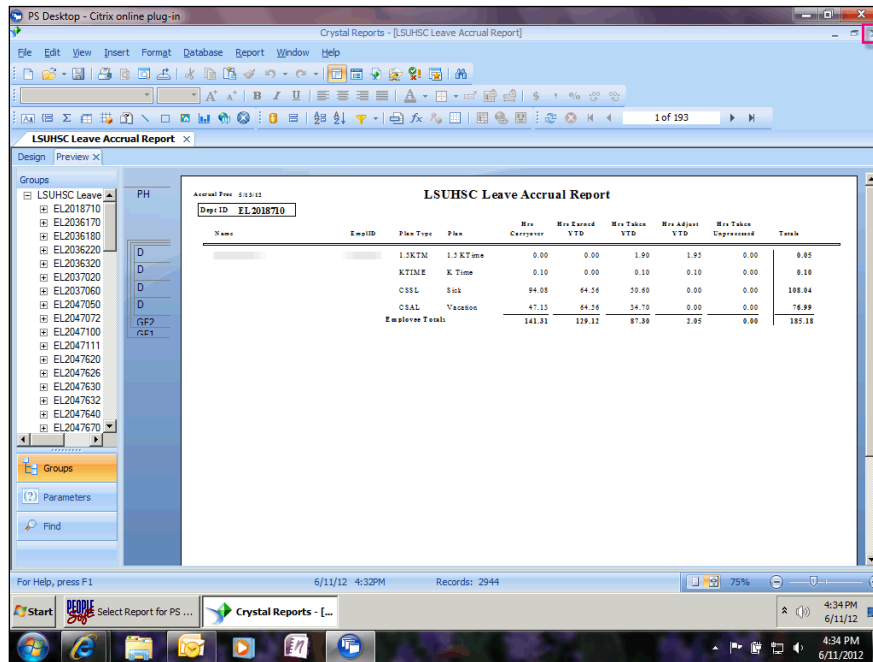 PS Desktop - Citrix online plug-in
Crystal Reports - [LSUHSC Leave Accrual Report]
File Edit View Insert Format Database Report Window Help
1 of 193
LSUHSC Leave Accrual Report
Design Preview
Groups
LSUHSC Leave
EL2018710
EL2036170
EL2036180
EL2036220
EL2036320
EL2037020
EL2037060
EL2047050
EL2047072
EL2047100
EL2047111
EL2047620
EL2047626
EL2047630
EL2047632
EL2047640
EL2047670
Groups
Parameters
Find
PH
D
D
D
D
GF2
GF1
LSUHSC Leave Accrual Report
Dept ID EL2018710
Name EmplID Plan Type Plan Hrs Carryover Hrs Earned YTD Hrs Taken YTD Hrs Adjust YTD Hrs Taken Unprocessed Totals
1.5KTM 1.5 KTime 0.00 0.00 1.90 1.95 0.00 0.05
KTIME K Time 0.10 0.00 0.10 0.10 0.00 0.10
CSSL Sick 94.08 64.56 50.60 0.00 0.00 108.04
CSAL Vacation 47.13 64.56 34.70 0.00 0.00 76.99
Employee Totals 141.31 129.12 87.30 2.05 0.00 185.18
For Help, press F1 6/11/12 4:32PM Records: 2944 75%
Start PEOPLE Soft Select Report for PS ... Crystal Reports - [... 4:34 PM
6/11/12
4:34 PM
6/11/2012